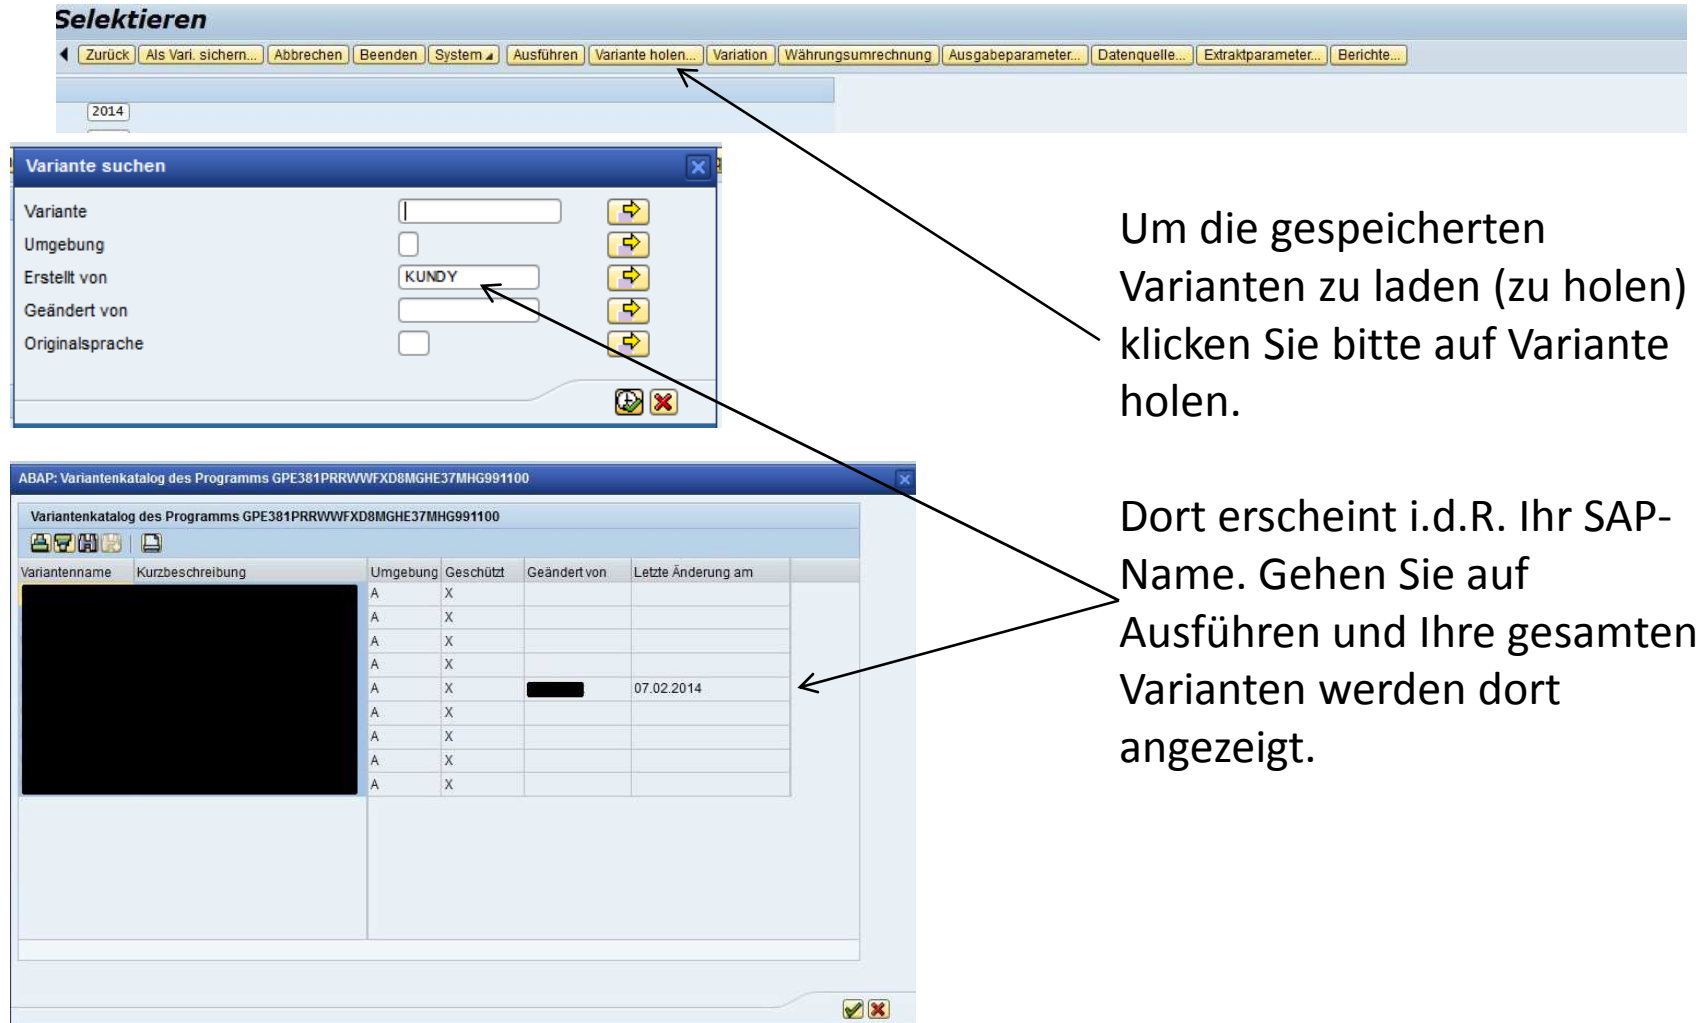 Selektieren
Zurück Als Vari. sichern... Abbrechen Beenden System Ausführen Variante holen... Variation Währungsumrechnung Ausgabeparameter... Datenquelle... Extraktparameter... Berichte...
2014
Variante suchen
Variante
Umgebung
Erstellt von KUNDY
Geändert von
Originalsprache
Um die gespeicherten
Varianten zu laden (zu holen)
klicken Sie bitte auf Variante
holen.
ABAP: Variantenkatalog des Programms GPE381PRRWWFXD8MGHE37MHG991100
Variantenkatalog des Programms GPE381PRRWWFXD8MGHE37MHG991100
Variantenname Kurzbeschreibung Umgebung Geschützt Geändert von Letzte Änderung am
A X
A X
A X
A X
A X 07.02.2014
A X
A X
A X
A X
Dort erscheint i.d.R. Ihr SAP-
Name. Gehen Sie auf
Ausführen und Ihre gesamten
Varianten werden dort
angezeigt.